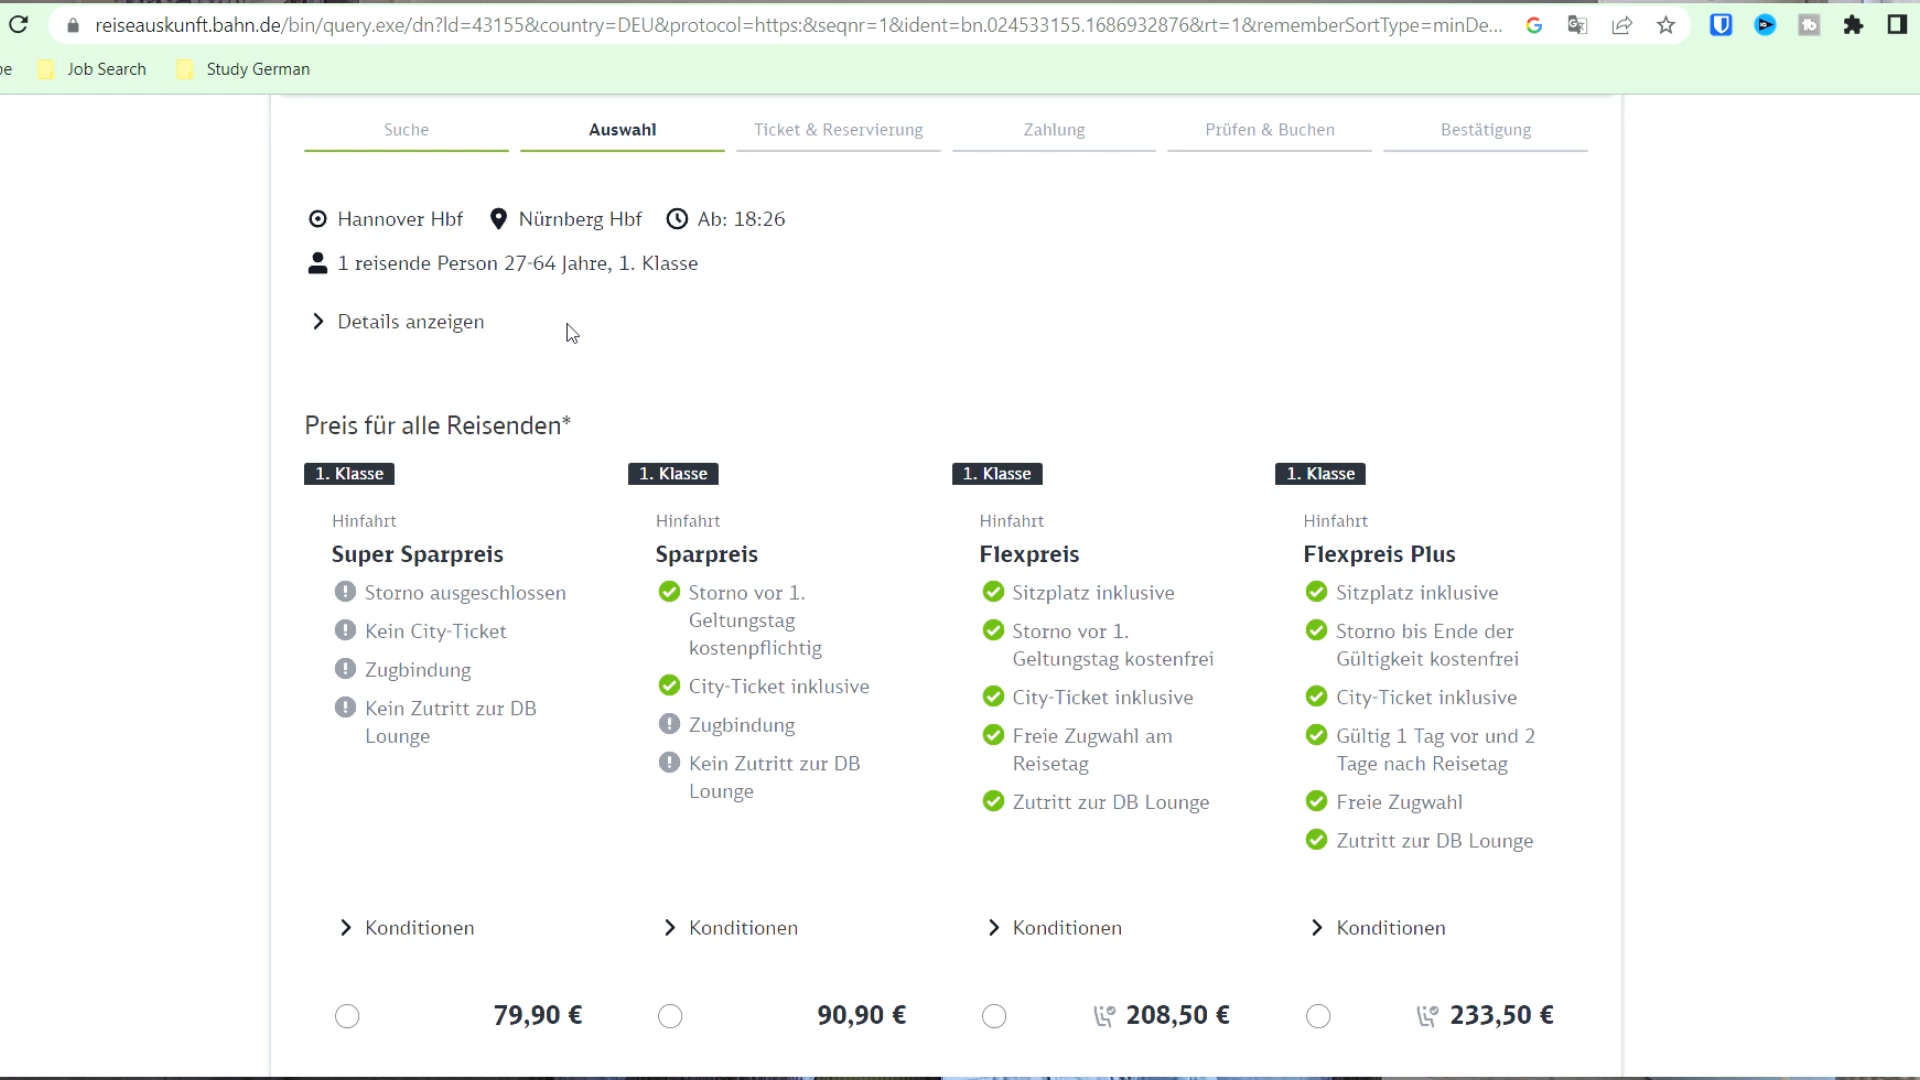 reiseauskunft.bahn.de/bin/query.exe/dn?ld=43155&country=DEU&protocol=https:&seqnr=1&ident=bn.024533155.1686932876&rt=1&rememberSortType=minDe...
Job Search
Study German
Suche
Auswahl
Ticket & Reservierung
Zahlung
Prüfen & Buchen
Bestätigung
Hannover Hbf
Nürnberg Hbf
Ab: 18:26
1 reisende Person 27-64 Jahre, 1. Klasse
Details anzeigen
Preis für alle Reisenden*
1. Klasse
Hinfahrt
Super Sparpreis
Storno ausgeschlossen
Kein City-Ticket
Zugbindung
Kein Zutritt zur DB
Lounge
Konditionen
79,90 €
1. Klasse
Hinfahrt
Sparpreis
Storno vor 1.
Geltungstag
kostenpflichtig
City-Ticket inklusive
Zugbindung
Kein Zutritt zur DB
Lounge
Konditionen
90,90 €
1. Klasse
Hinfahrt
Flexpreis
Sitzplatz inklusive
Storno vor 1.
Geltungstag kostenfrei
City-Ticket inklusive
Freie Zugwahl am
Reisetag
Zutritt zur DB Lounge
Konditionen
208,50 €
1. Klasse
Hinfahrt
Flexpreis Plus
Sitzplatz inklusive
Storno bis Ende der
Gültigkeit kostenfrei
City-Ticket inklusive
Gültig 1 Tag vor und 2
Tage nach Reisetag
Freie Zugwahl
Zutritt zur DB Lounge
Konditionen
233,50 €